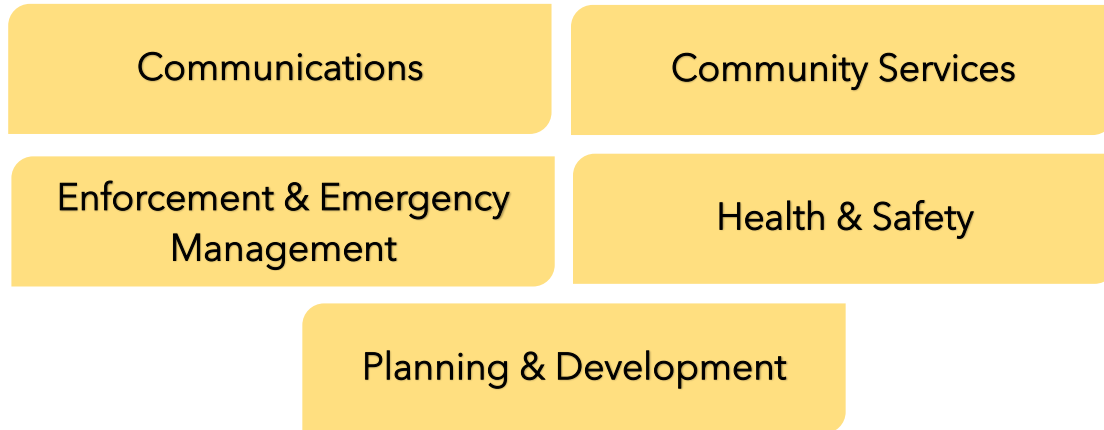 Communications
Community Services
Enforcement & Emergency
Management
Health & Safety
Planning & Development